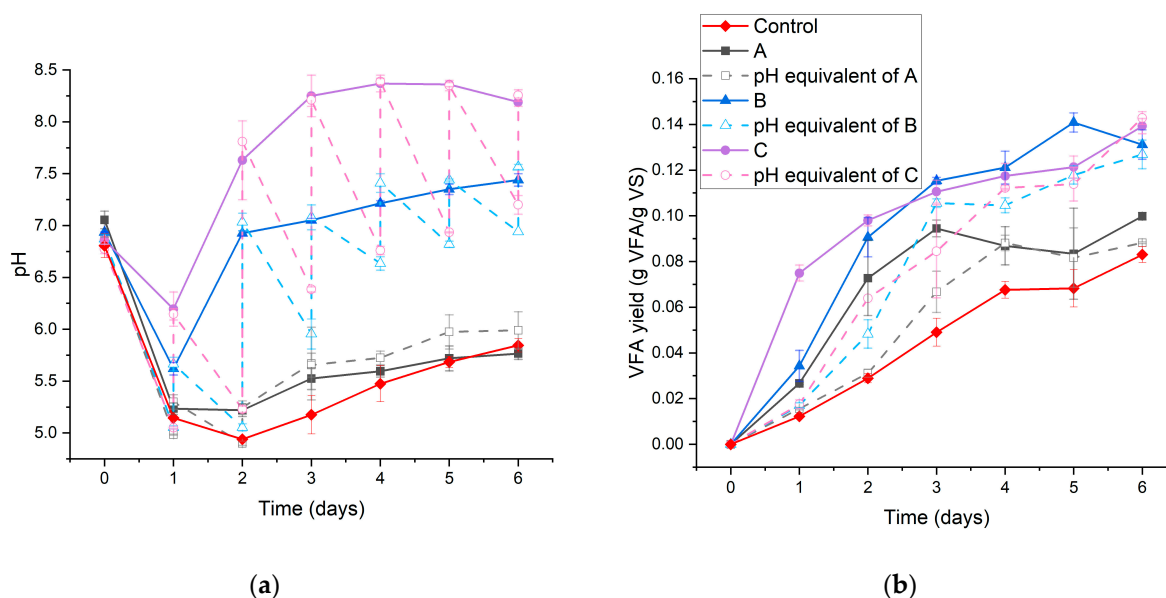 8.5
8.0
7.5
7.0
6.5
6.0
5.5
5.0
pH
0 1 2 3 4 5 6
Time (days)
(a)
Control
A
pH equivalent of A
B
pH equivalent of B
C
pH equivalent of C
0.16
0.14
0.12
0.10
0.08
0.06
0.04
0.02
0.00
VFA yield (g VFA/g VS)
0 1 2 3 4 5 6
Time (days)
(b)